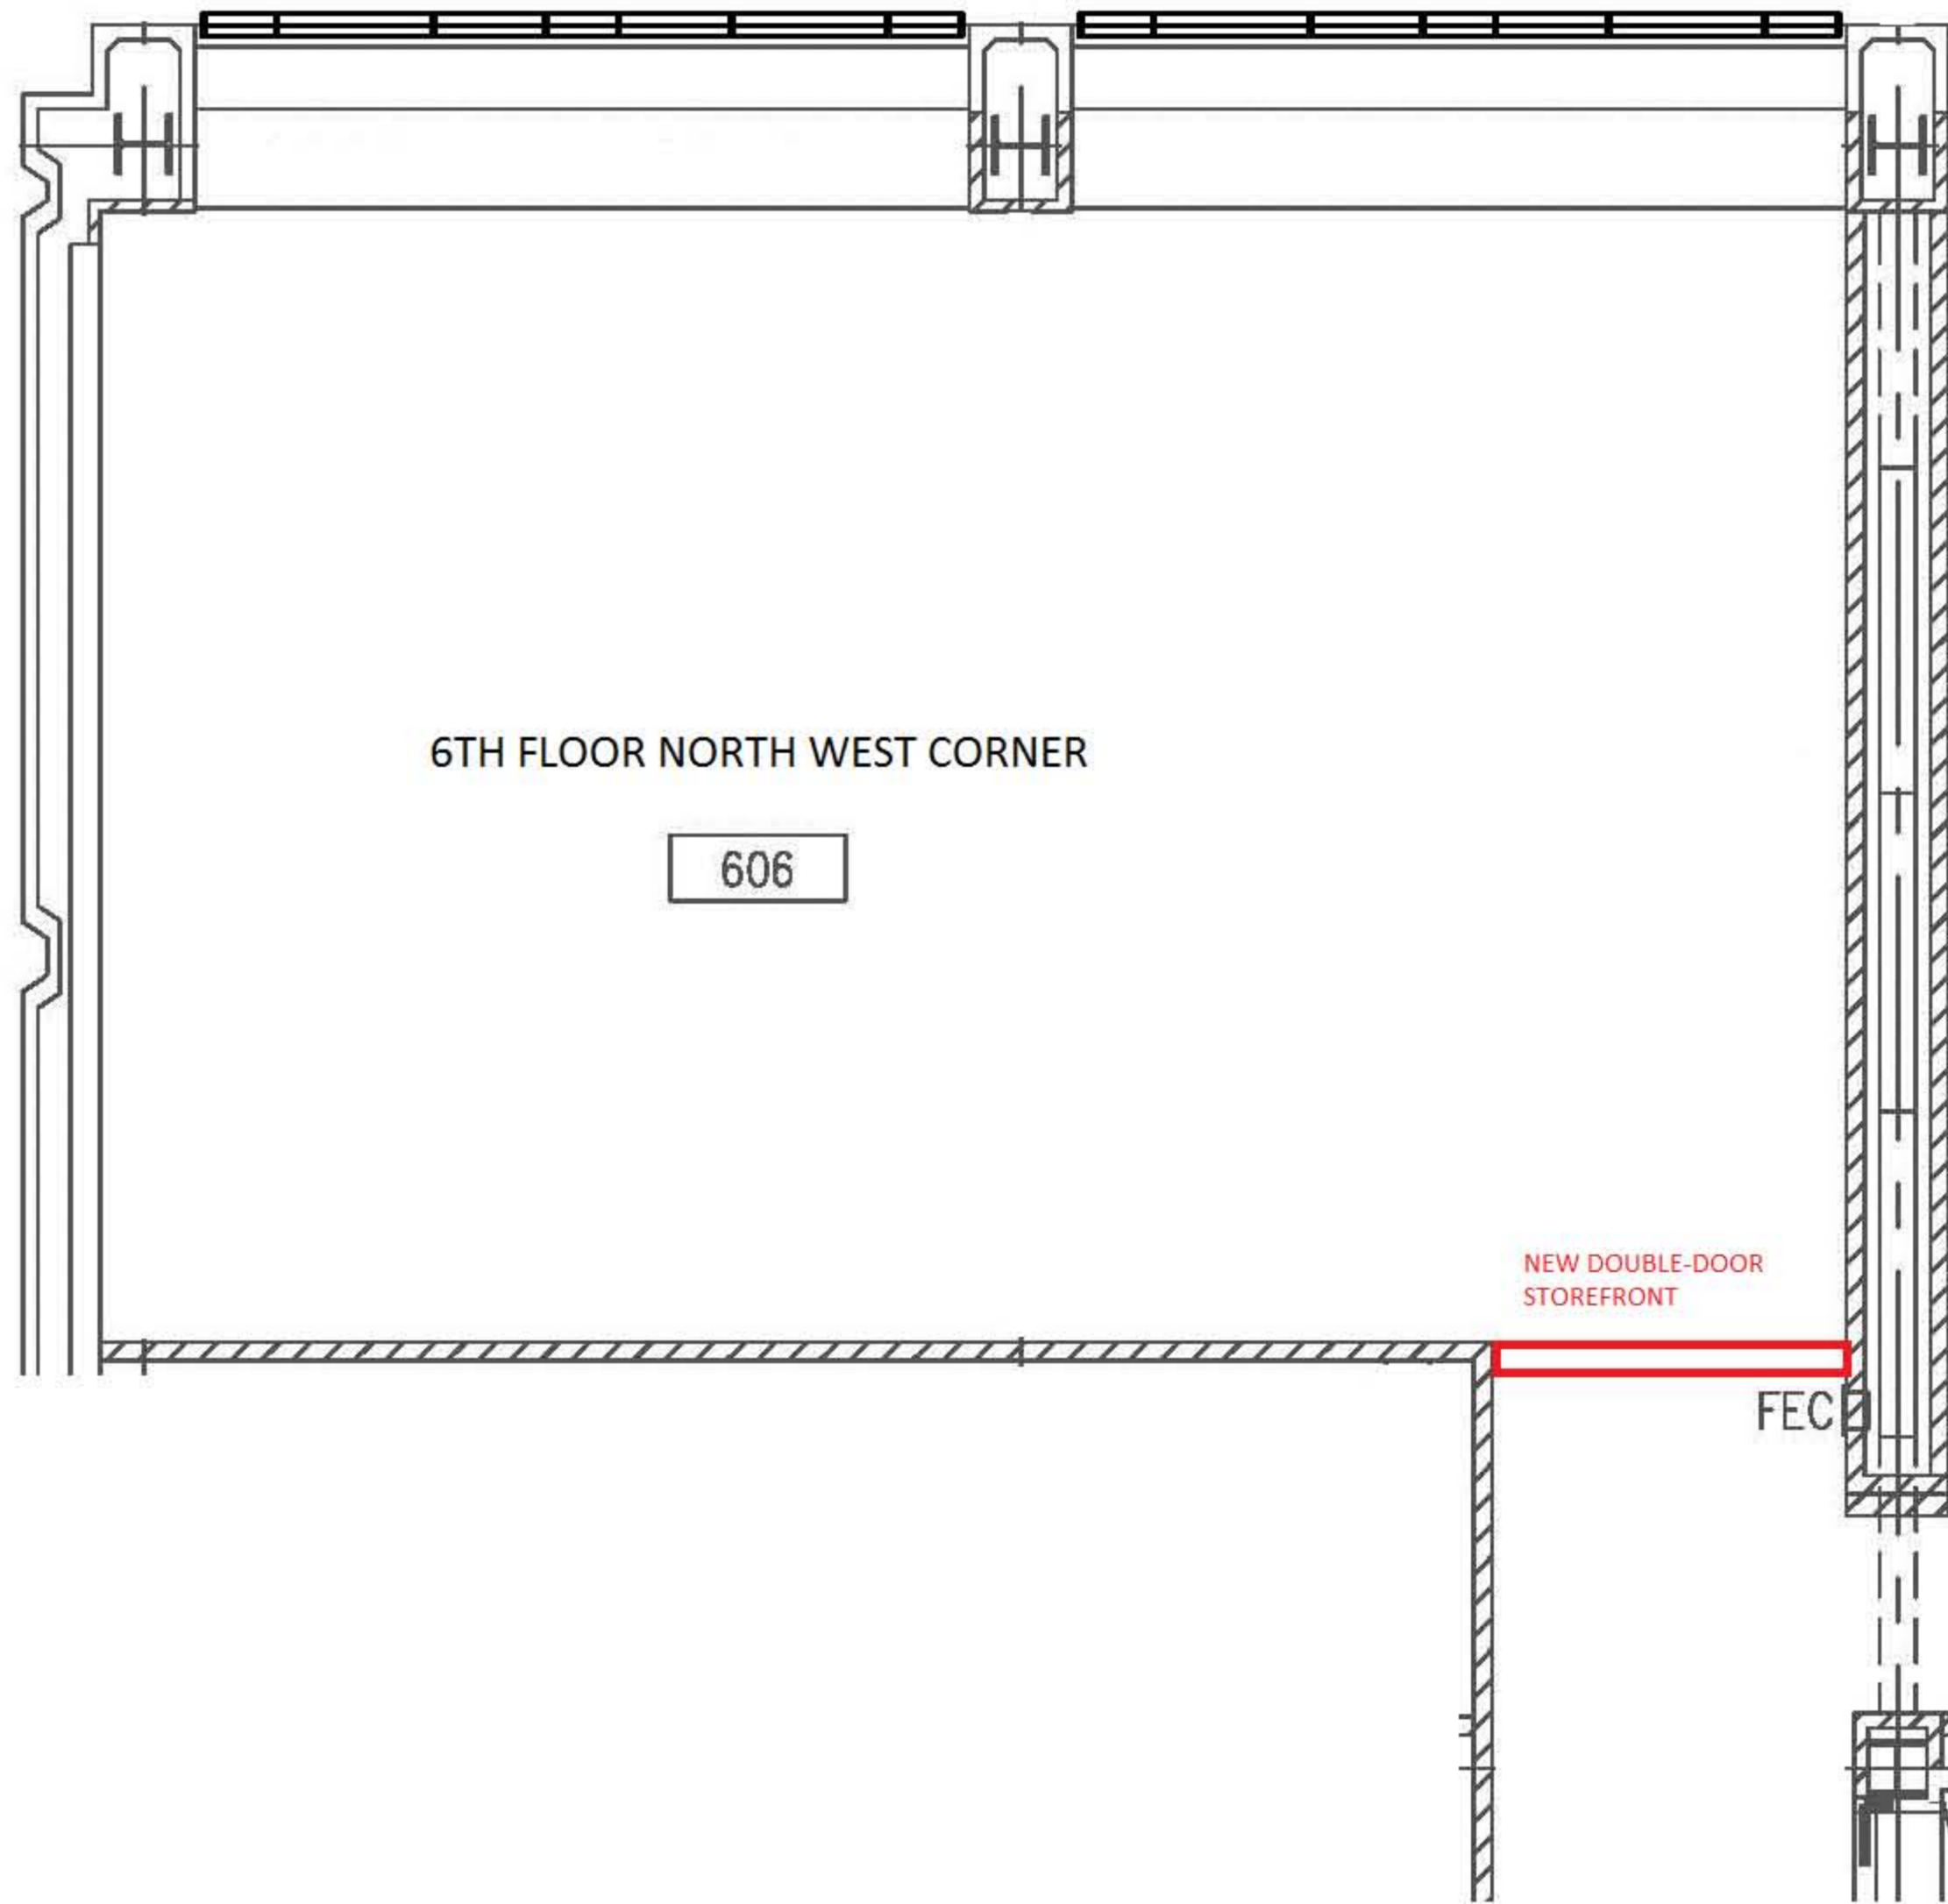 6TH FLOOR NORTH WEST CORNER
606
NEW DOUBLE-DOOR
STOREFRONT
FEC